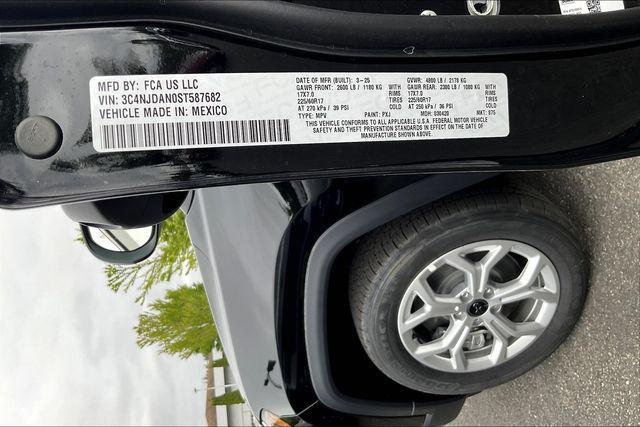 MFD BY: FCA US LLC
VIN: 3C4NJDAN0ST587682
VEHICLE MADE IN: MEXICO
DATE OF MFR (BUILT): 3-25 GVWR: 4800 LB / 2178 KG
GAWR FRONT: 2600 LB / 1180 KG WITH GAWR REAR: 2380 LB / 1080 KG WITH
17X7.0 RIMS 17X7.0 RIMS
225/60R17 TIRES 225/60R17 TIRES
AT 270 kPa / 39 PSI COLD AT 250 kPa / 36 PSI COLD
TYPE: MPV PAINT: PXJ MDH: 030420 MKT: 875
THIS VEHICLE CONFORMS TO ALL APPLICABLE U.S.A. FEDERAL MOTOR VEHICLE
SAFETY AND THEFT PREVENTION STANDARDS IN EFFECT ON THE DATE OF
MANUFACTURE SHOWN ABOVE.